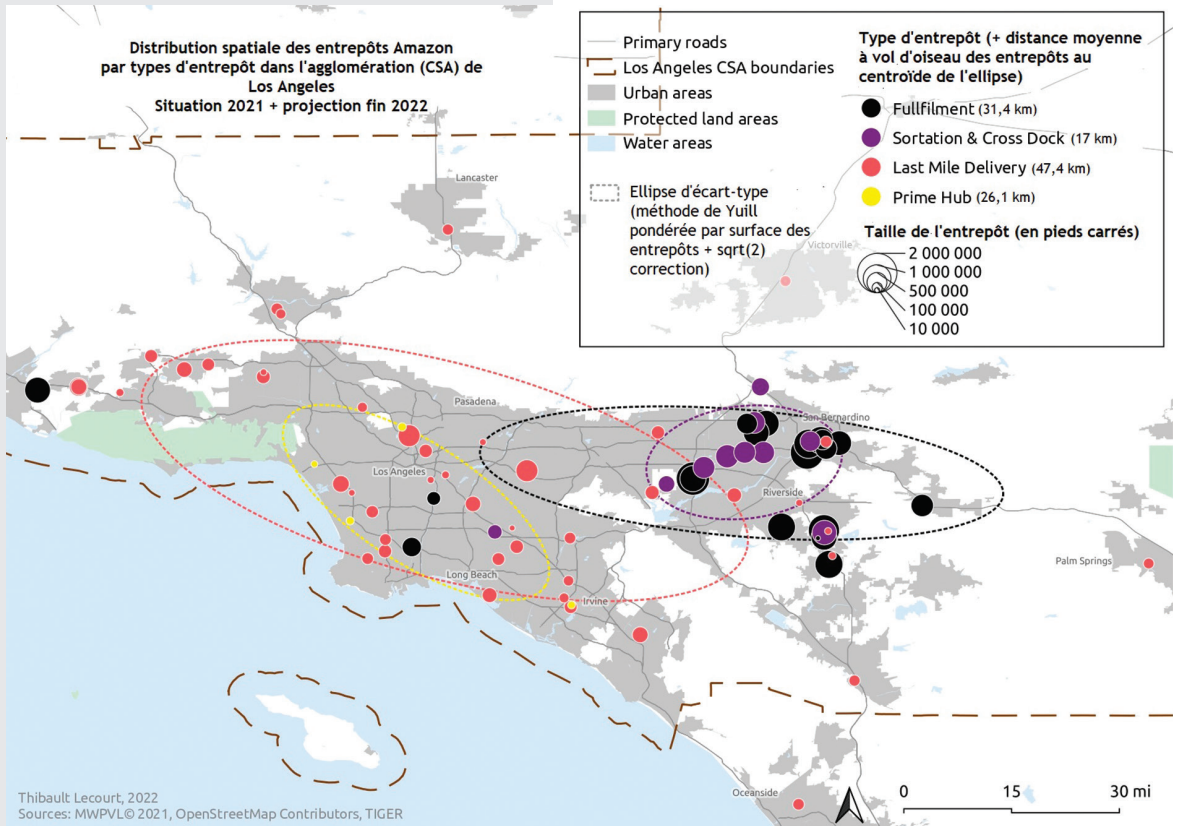 Distribution spatiale des entrepôts Amazon
par types d'entrepôt dans l'agglomération (CSA) de
Los Angeles
Situation 2021 + projection fin 2022
Primary roads
Los Angeles CSA boundaries
Urban areas
Protected land areas
Water areas
Ellipse d'écart-type
(méthode de Yuill
pondérée par surface des
entrepôts + sqrt(2)
correction)
Type d'entrepôt (+ distance moyenne
à vol d'oiseau des entrepôts au
centroïde de l'ellipse)
Fullfilment (31,4 km)
Sortation & Cross Dock (17 km)
Last Mile Delivery (47,4 km)
Prime Hub (26,1 km)
Taille de l'entrepôt (en pieds carrés)
2 000 000
1 000 000
500 000
100 000
10 000
Lancaster
Victorville
Pasadena
San Bernardino
Los Angeles
Riverside
Long Beach
Irvine
Palm Springs
Oceanside
0 15 30 mi
Thibault Lecourt, 2022
Sources: MWPVL© 2021, OpenStreetMap Contributors, TIGER